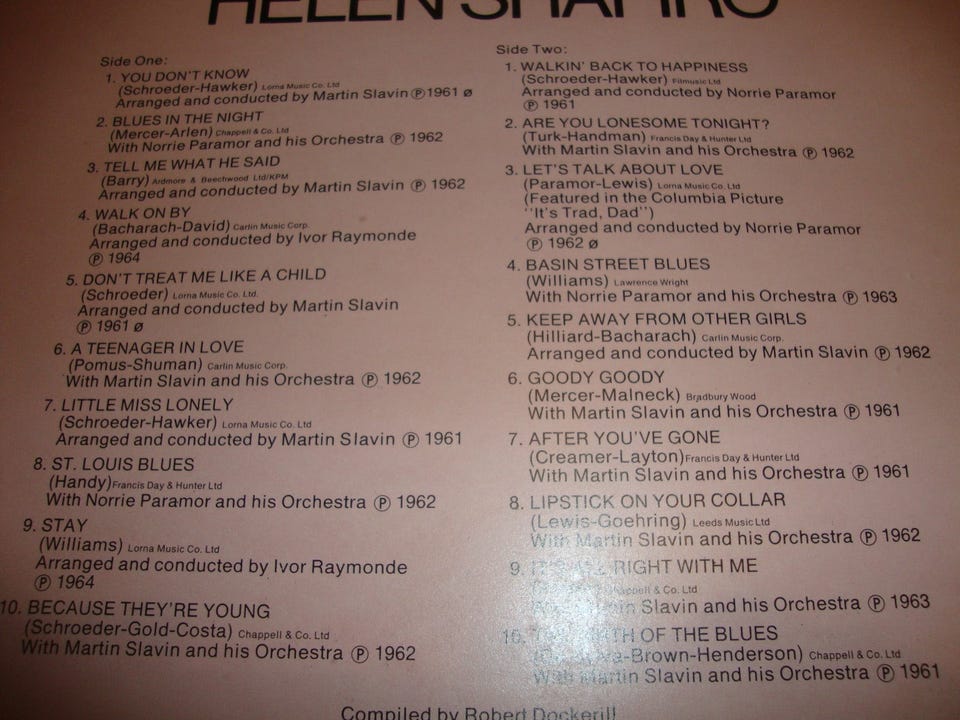 HELEN SHAPIRO
Side One:
1. YOU DON'T KNOW
(Schroeder-Hawker) Lorna Music Co. Ltd
Arranged and conducted by Martin Slavin Ⓟ 1961 ø
2. BLUES IN THE NIGHT
(Mercer-Arlen) Chappell & Co. Ltd
With Norrie Paramor and his Orchestra Ⓟ 1962
3. TELL ME WHAT HE SAID
(Barry) Ardmore & Beechwood Ltd/KPM
Arranged and conducted by Martin Slavin Ⓟ 1962
4. WALK ON BY
(Bacharach-David) Carlin Music Corp.
Arranged and conducted by Ivor Raymonde
Ⓟ 1964
5. DON'T TREAT ME LIKE A CHILD
(Schroeder) Lorna Music Co. Ltd.
Arranged and conducted by Martin Slavin
Ⓟ 1961 ø
6. A TEENAGER IN LOVE
(Pomus-Shuman) Carlin Music Corp.
With Martin Slavin and his Orchestra Ⓟ 1962
7. LITTLE MISS LONELY
(Schroeder-Hawker) Lorna Music Co. Ltd
Arranged and conducted by Martin Slavin Ⓟ 1961
8. ST. LOUIS BLUES
(Handy) Francis Day & Hunter Ltd
With Norrie Paramor and his Orchestra Ⓟ 1962
9. STAY
(Williams) Lorna Music Co. Ltd
Arranged and conducted by Ivor Raymonde
Ⓟ 1964
10. BECAUSE THEY'RE YOUNG
(Schroeder-Gold-Costa) Chappell & Co. Ltd
With Martin Slavin and his Orchestra Ⓟ 1962
Side Two:
1. WALKIN' BACK TO HAPPINESS
(Schroeder-Hawker) Filmusic Ltd
Arranged and conducted by Norrie Paramor
Ⓟ 1961
2. ARE YOU LONESOME TONIGHT?
(Turk-Handman) Francis Day & Hunter Ltd
With Martin Slavin and his Orchestra Ⓟ 1962
3. LET'S TALK ABOUT LOVE
(Paramor-Lewis) Lorna Music Co. Ltd
(Featured in the Columbia Picture
"It's Trad, Dad")
Arranged and conducted by Norrie Paramor
Ⓟ 1962 ø
4. BASIN STREET BLUES
(Williams) Lawrence Wright
With Norrie Paramor and his Orchestra Ⓟ 1963
5. KEEP AWAY FROM OTHER GIRLS
(Hilliard-Bacharach) Carlin Music Corp.
Arranged and conducted by Martin Slavin Ⓟ 1962
6. GOODY GOODY
(Mercer-Malneck) Bradbury Wood
With Martin Slavin and his Orchestra Ⓟ 1961
7. AFTER YOU'VE GONE
(Creamer-Layton) Francis Day & Hunter Ltd
With Martin Slavin and his Orchestra Ⓟ 1961
8. LIPSTICK ON YOUR COLLAR
(Lewis-Goehring) Leeds Music Ltd
With Martin Slavin and his Orchestra Ⓟ 1962
9. IT'S ALL RIGHT WITH ME
Chappell & Co. Ltd
Martin Slavin and his Orchestra Ⓟ 1963
10. THE BIRTH OF THE BLUES
Brown-Henderson) Chappell & Co. Ltd
With Martin Slavin and his Orchestra Ⓟ 1961
Compiled by Robert Dockerill